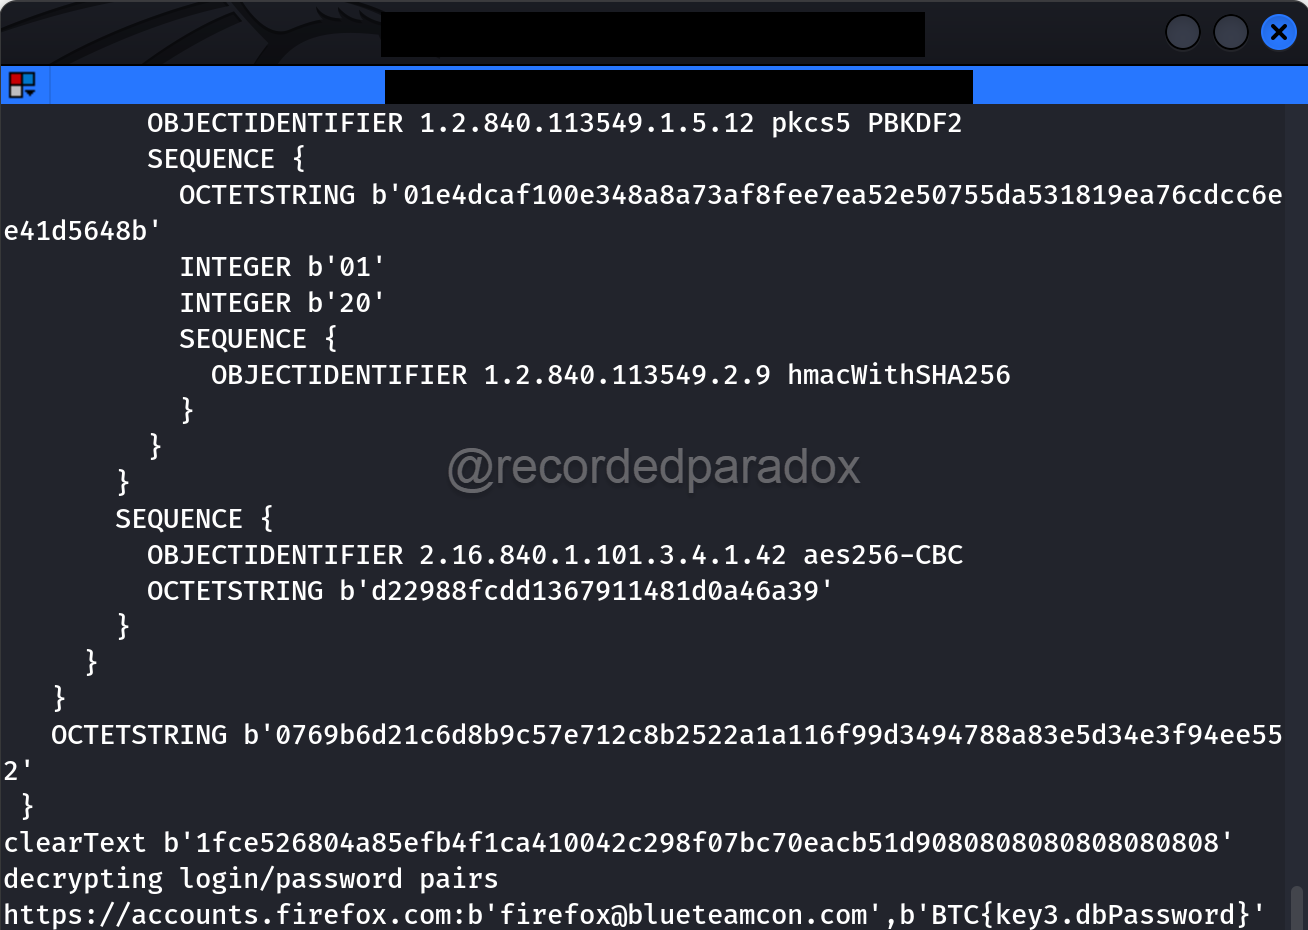 OBJECTIDENTIFIER 1.2.840.113549.1.5.12 pkcs5 PBKDF2
SEQUENCE {
OCTETSTRING b'01e4dcaf100e348a8a73af8fee7ea52e50755da531819ea76cdcc6e
e41d5648b'
INTEGER b'01'
INTEGER b'20'
SEQUENCE {
OBJECTIDENTIFIER 1.2.840.113549.2.9 hmacWithSHA256
}
}
@recordedparadox
}
SEQUENCE {
OBJECTIDENTIFIER 2.16.840.1.101.3.4.1.42 aes256-CBC
OCTETSTRING b'd22988fcdd1367911481d0a46a39'
}
}
}
OCTETSTRING b'0769b6d21c6d8b9c57e712c8b2522a1a116f99d3494788a83e5d34e3f94ee55
2'
}
clearText b'1fce526804a85efb4f1ca410042c298f07bc70eacb51d9080808080808080808'
decrypting login/password pairs
https://accounts.firefox.com:b'firefox@blueteamcon.com',b'BTC{key3.dbPassword}'